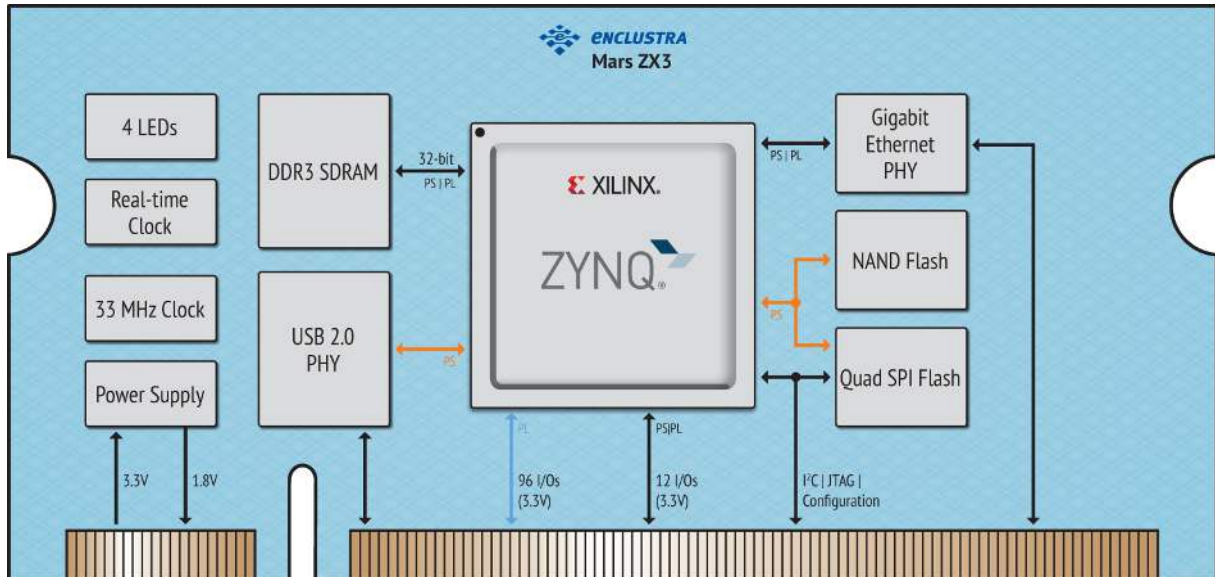 enclustra
Mars ZX3
4 LEDs
Real-time
Clock
33 MHz Clock
Power Supply
3.3V
1.8V
DDR3 SDRAM
32-bit
PS | PL
USB 2.0
PHY
PS
XILINX®
ZYNQ®
PS | PL
Gigabit
Ethernet
PHY
PS
NAND Flash
Quad SPI Flash
PL
96 I/Os
(3.3V)
PS|PL
12 I/Os
(3.3V)
I²C | JTAG |
Configuration